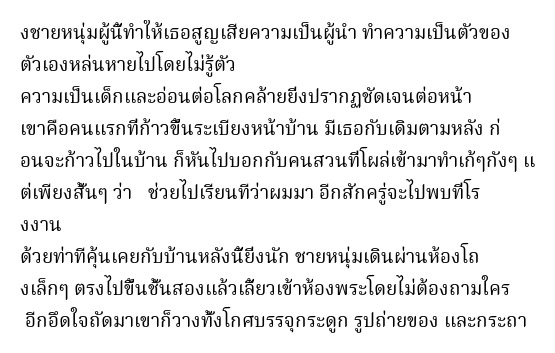 งชายหนุ่มผู้นี้ทำให้เธอสูญเสียความเป็นผู้นำ ทำความเป็นตัวของ
ตัวเองหล่นหายไปโดยไม่รู้ตัว
ความเป็นเด็กและอ่อนต่อโลกคล้ายยิ่งปรากฏชัดเจนต่อหน้า
เขาคือคนแรกที่ก้าวขึ้นระเบียงหน้าบ้าน มีเธอกับเดิมตามหลัง ก่
อนจะก้าวไปในบ้าน ก็หันไปบอกกับคนสวนที่โผล่เข้ามาทำเก้ๆกังๆ แ
ต่เพียงสั้นๆ ว่า   ช่วยไปเรียนทีว่าผมมา อีกสักครู่จะไปพบที่โร
งงาน
ด้วยท่าทีคุ้นเคยกับบ้านหลังนี้ยิ่งนัก ชายหนุ่มเดินผ่านห้องโถ
งเล็กๆ ตรงไปขึ้นชั้นสองแล้วเลี้ยวเข้าห้องพระโดยไม่ต้องถามใคร
 อีกอึดใจถัดมาเขาก็วางทั้งโกศบรรจุกระดูก รูปถ่ายของ และกระถา